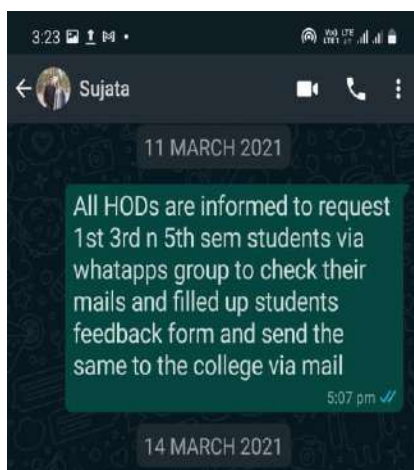 3:23
Sujata
11 MARCH 2021
All HODs are informed to request
1st 3rd n 5th sem students via
whatapps group to check their
mails and filled up students
feedback form and send the
same to the college via mail
5:07 pm
14 MARCH 2021